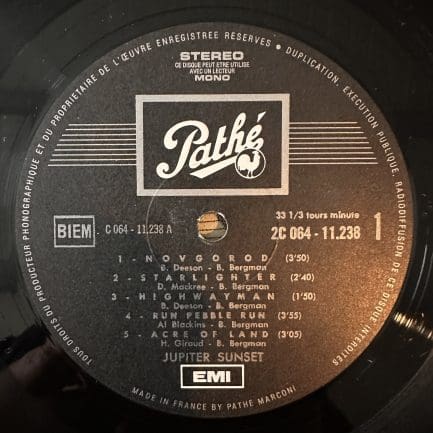 TOUS DROITS DU PRODUCTEUR PHONOGRAPHIQUE ET DU PROPRIETAIRE DE L'ŒUVRE ENREGISTREE RESERVES • DUPLICATION, EXECUTION PUBLIQUE, RADIODIFFUSION DE CE DISQUE INTERDITES
STEREO
CE DISQUE PEUT ETRE UTILISE
AVEC UN LECTEUR
MONO
Pathé
33 1/3 tours minute
BIEM C 064 - 11.238 A 2C 064 - 11.238 1
1 - NOVGOROD (3'50)
B. Deeson - B. Bergman
2 - STARLIGHTER (2'40)
D. Mackree - B. Bergman
3 - HIGHWAYMAN (1'50)
B. Deeson - B. Bergman
4 - RUN PEBBLE RUN (3'55)
Al Blackins - B. Bergman
5 - ACRE OF LAND (3'05)
H. Giraud - B. Bergman
JUPITER SUNSET
EMI
MADE IN FRANCE BY PATHE MARCONI